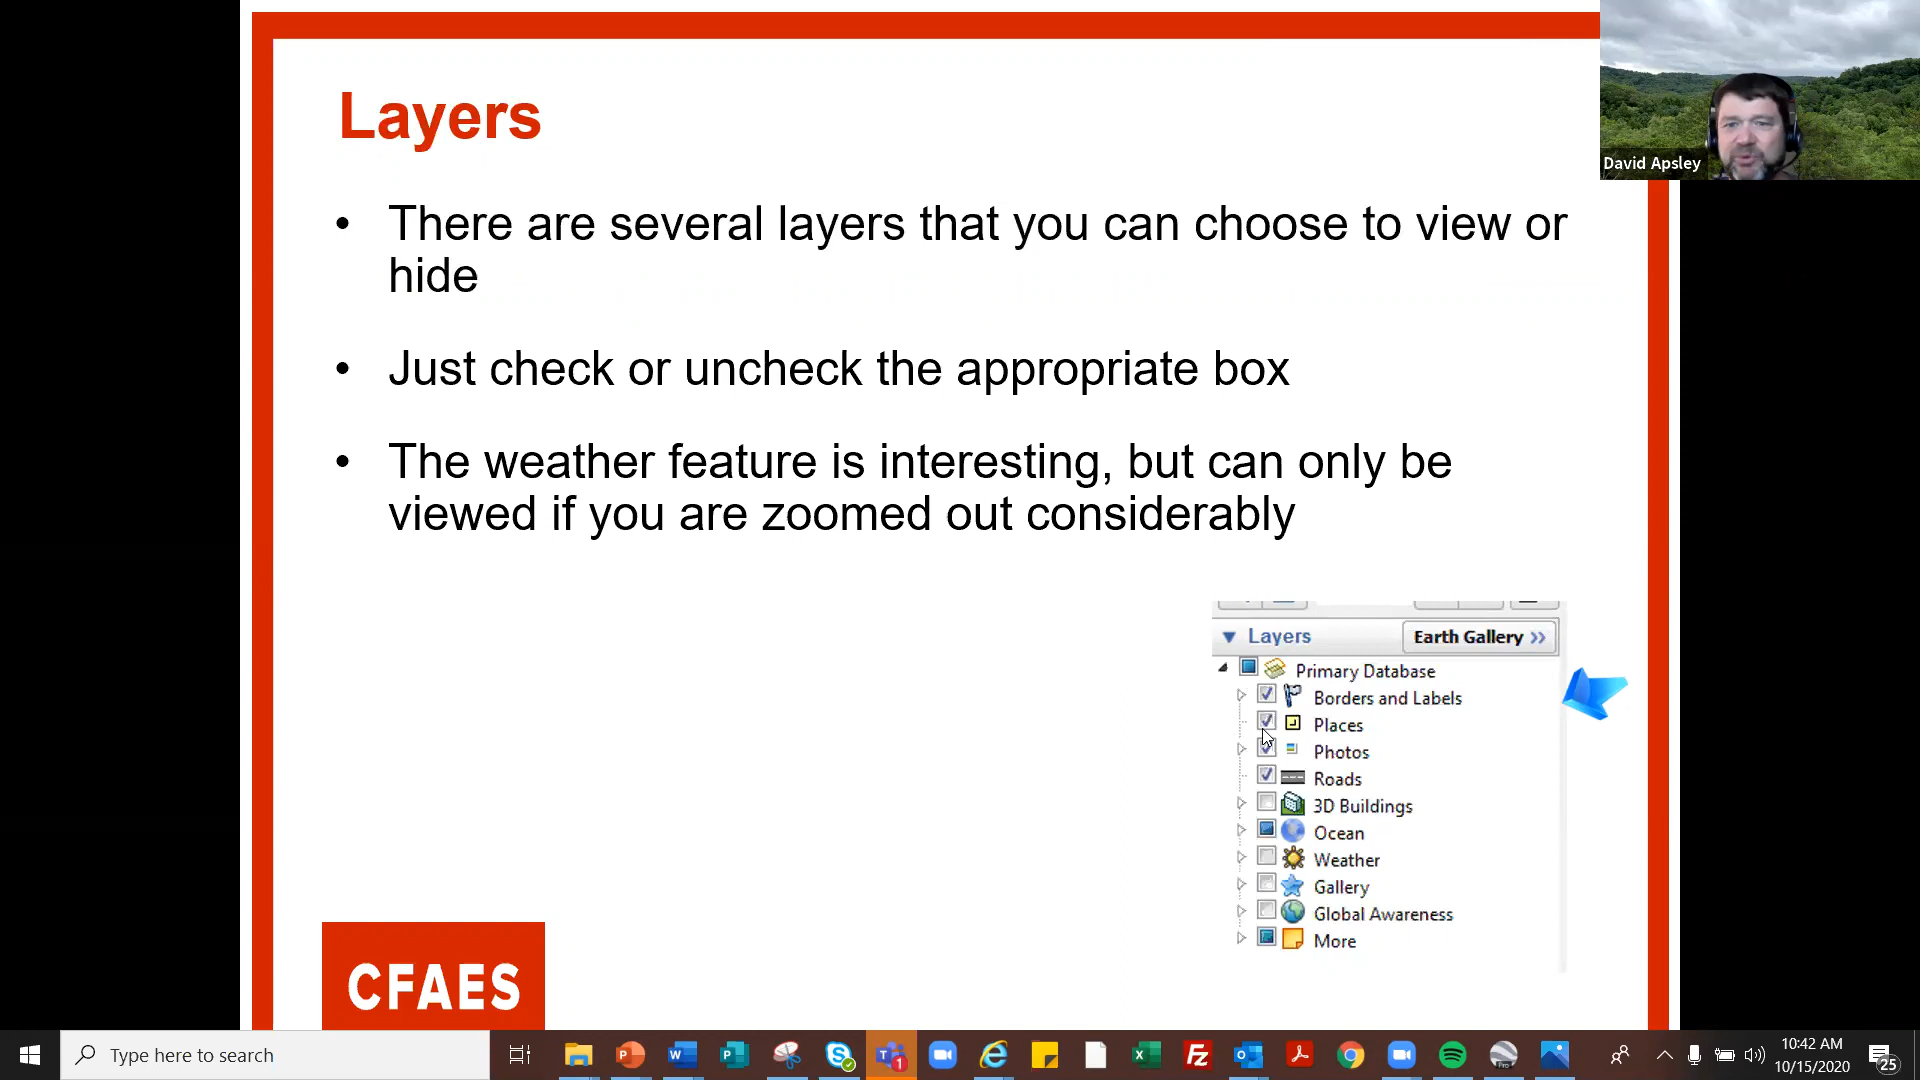 Layers
David Apsley
• There are several layers that you can choose to view or
hide
• Just check or uncheck the appropriate box
• The weather feature is interesting, but can only be
viewed if you are zoomed out considerably
Layers
Earth Gallery »
Primary Database
Borders and Labels
Places
Photos
Roads
3D Buildings
Ocean
Weather
Gallery
Global Awareness
More
CFAES
Type here to search
1
Pro
10:42 AM
10/15/2020
25